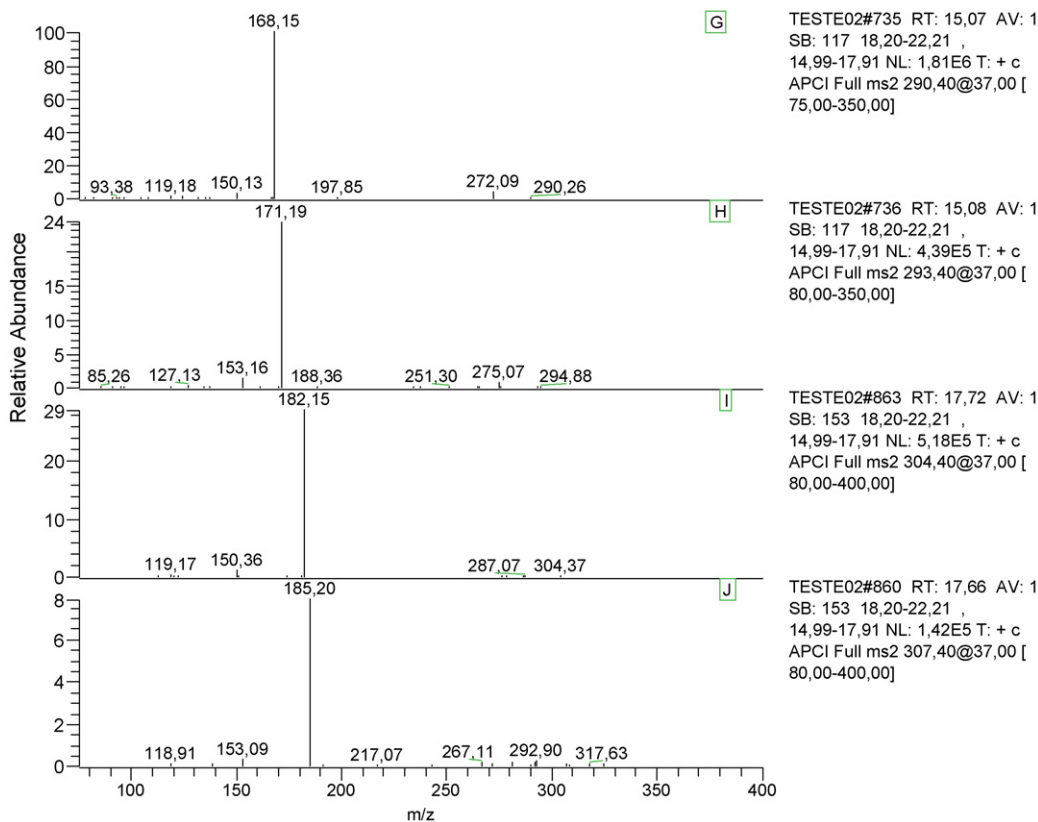 168,15
G
TESTE02#735 RT: 15,07 AV: 1
SB: 117 18,20-22,21 ,
14,99-17,91 NL: 1,81E6 T: + c
APCI Full ms2 290,40@37,00 [
75,00-350,00]
100
80
60
40
20
0
93,38
119,18
150,13
197,85
272,09
290,26
171,19
H
TESTE02#736 RT: 15,08 AV: 1
SB: 117 18,20-22,21 ,
14,99-17,91 NL: 4,39E5 T: + c
APCI Full ms2 293,40@37,00 [
80,00-350,00]
24
15
10
5
0
85,26
127,13
153,16
188,36
251,30
275,07
294,88
Relative Abundance
182,15
I
TESTE02#863 RT: 17,72 AV: 1
SB: 153 18,20-22,21 ,
14,99-17,91 NL: 5,18E5 T: + c
APCI Full ms2 304,40@37,00 [
80,00-400,00]
29
20
10
0
119,17
150,36
287,07
304,37
185,20
J
TESTE02#860 RT: 17,66 AV: 1
SB: 153 18,20-22,21 ,
14,99-17,91 NL: 1,42E5 T: + c
APCI Full ms2 307,40@37,00 [
80,00-400,00]
8
6
4
2
0
118,91
153,09
217,07
267,11
292,90
317,63
100
150
200
250
300
350
400
m/z